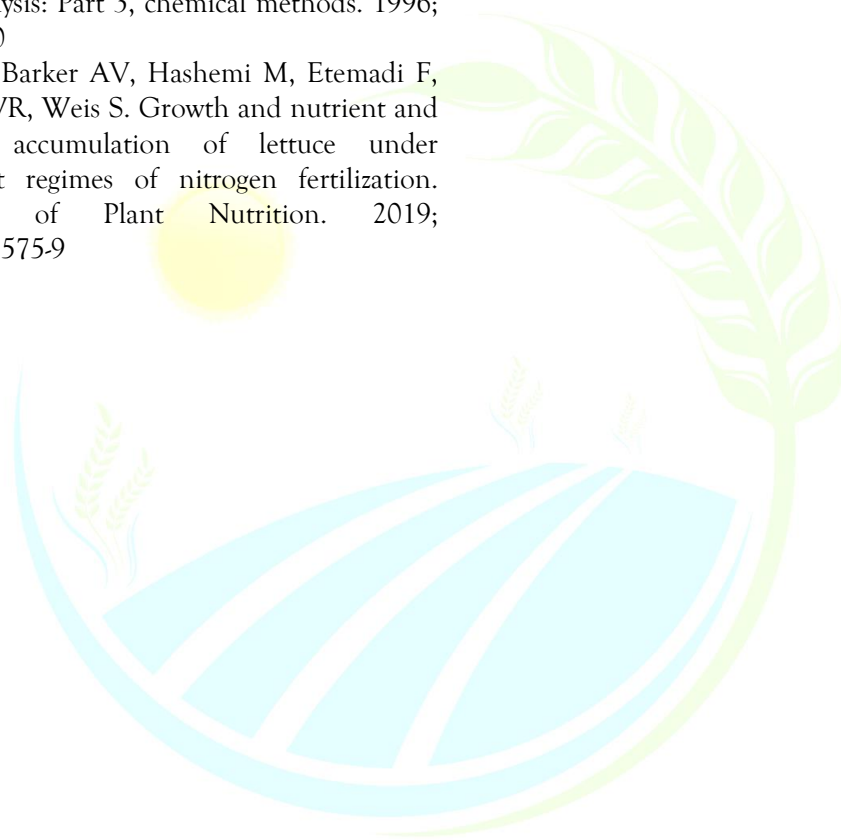 ysis: Part 3, chemical methods. 1996;
)
Barker AV, Hashemi M, Etemadi F,
VR, Weis S. Growth and nutrient and
accumulation of lettuce under
t regimes of nitrogen fertilization.
of Plant Nutrition. 2019;
575-9